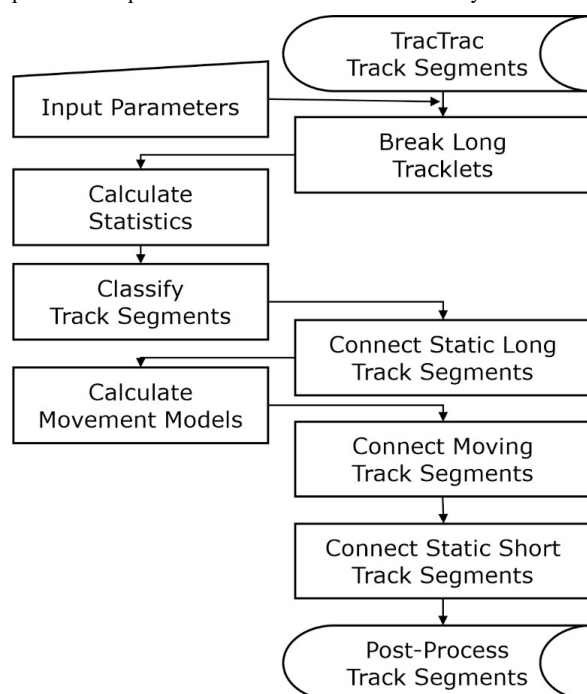 TracTrac
Track Segments
Input Parameters
Break Long
Tracklets
Calculate
Statistics
Classify
Track Segments
Connect Static Long
Track Segments
Calculate
Movement Models
Connect Moving
Track Segments
Connect Static Short
Track Segments
Post-Process
Track Segments